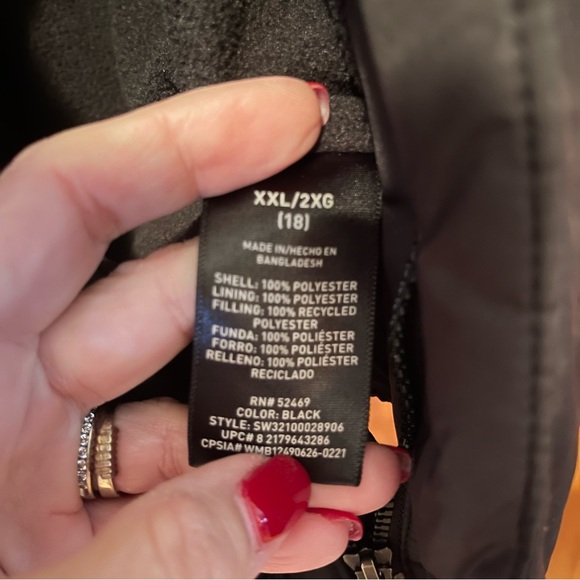 XXL/2XG
(18)
MADE IN/HECHO EN
BANGLADESH
SHELL: 100% POLYESTER
LINING: 100% POLYESTER
FILLING: 100% RECYCLED
POLYESTER
FUNDA: 100% POLIÉSTER
FORRO: 100% POLIÉSTER
RELLENO: 100% POLIÉSTER
RECICLADO
RN# 52469
COLOR: BLACK
STYLE: SW32100028906
UPC# 8 2179643286
CPSIA# WMB12490626-0221